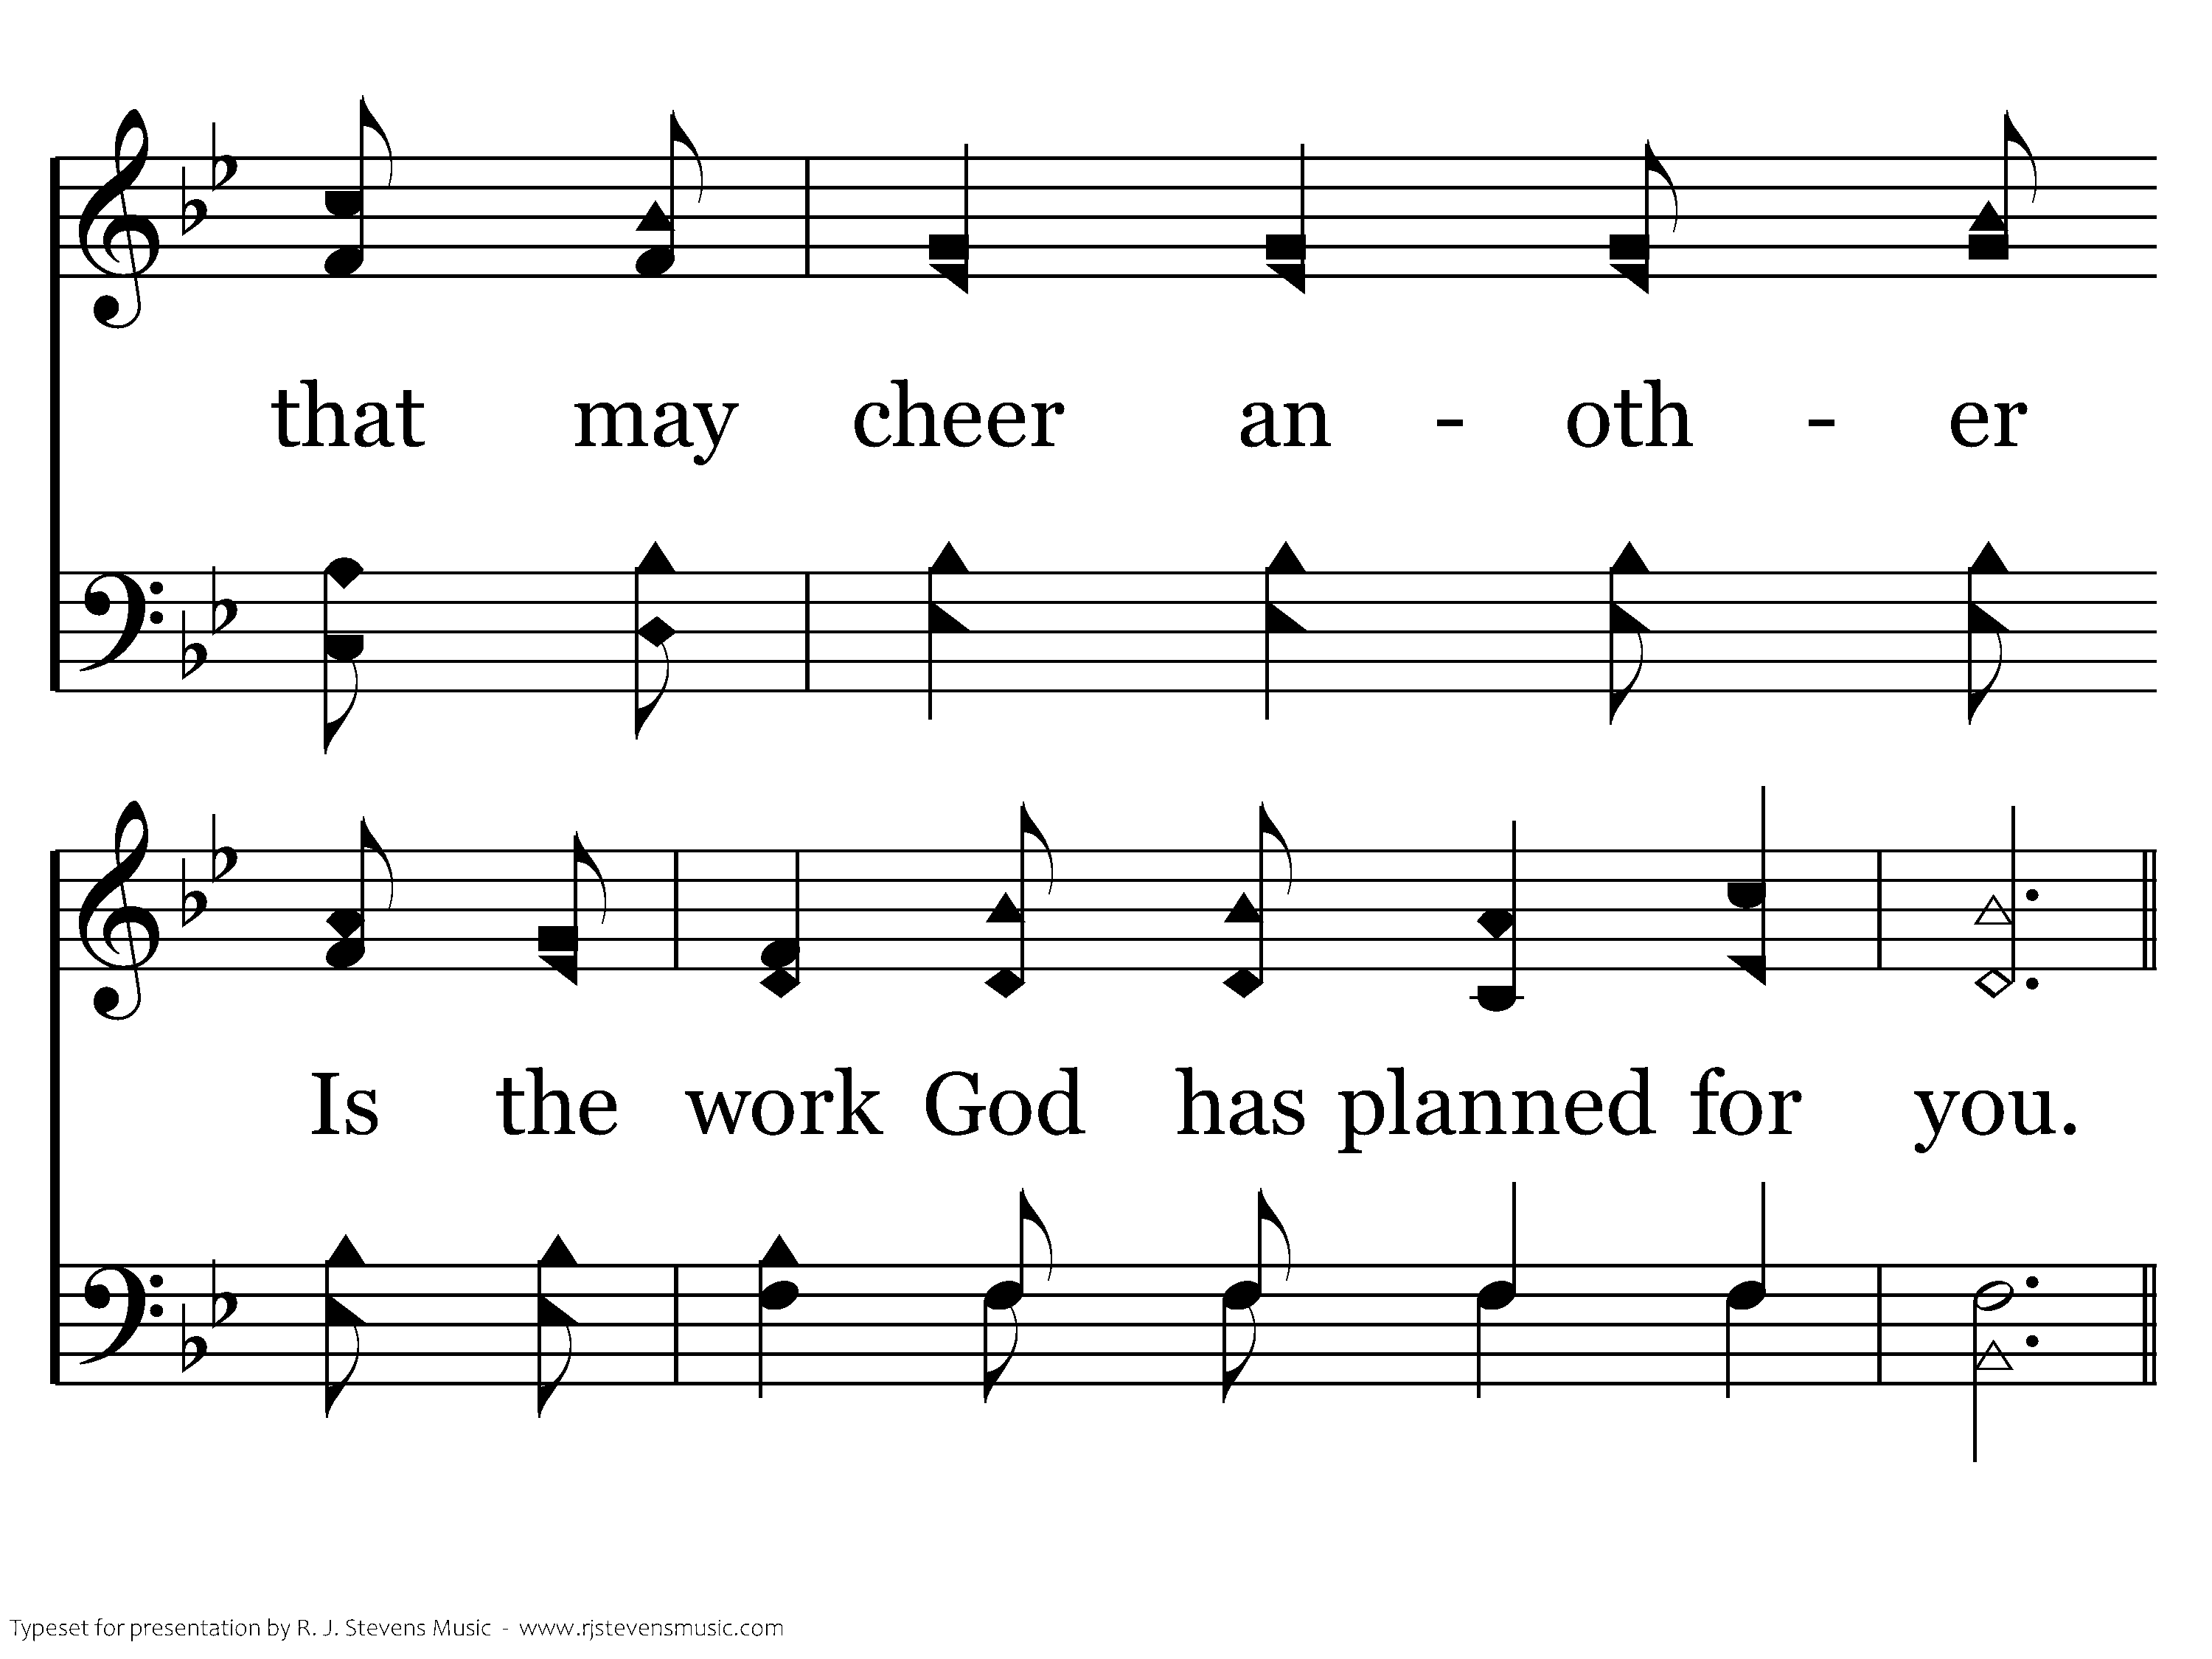 that may cheer an - oth - er
Is the work God has planned for you.
Typeset for presentation by R. J. Stevens Music - www.rjstevensmusic.com